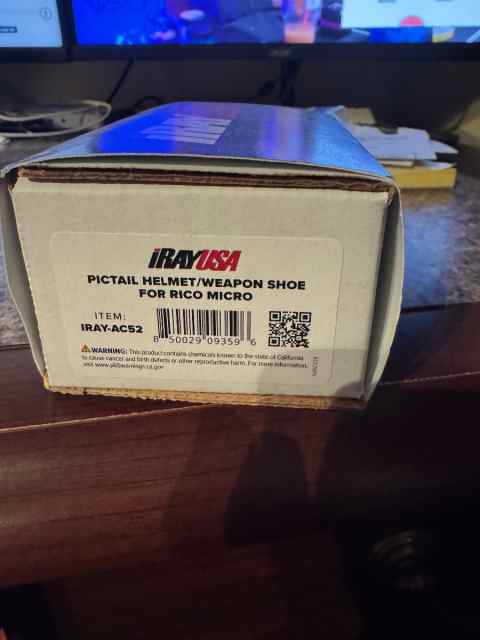 iRAYUSA
PICTAIL HELMET/WEAPON SHOE
FOR RICO MICRO
ITEM:
IRAY-AC52
8 50029 09359 6
WARNING: This product contains chemicals known to the state of California
to cause cancer and birth defects or other reproductive harm. For more information,
visit www.p65warnings.ca.gov